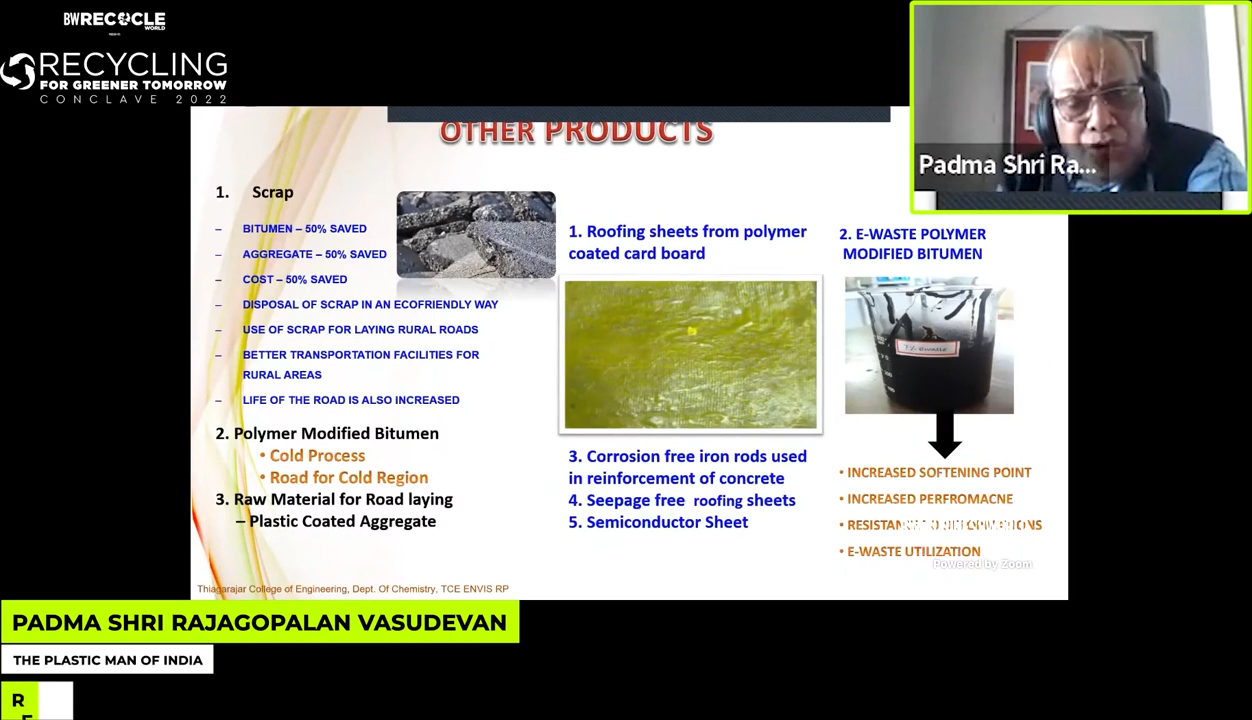 BW RECYCLE
WORLD
RECYCLING
FOR GREENER TOMORROW
CONCLAVE 2022
Padma Shri Ra...
OTHER PRODUCTS
1. Scrap
– BITUMEN – 50% SAVED
– AGGREGATE – 50% SAVED
– COST – 50% SAVED
– DISPOSAL OF SCRAP IN AN ECOFRIENDLY WAY
– USE OF SCRAP FOR LAYING RURAL ROADS
– BETTER TRANSPORTATION FACILITIES FOR
RURAL AREAS
– LIFE OF THE ROAD IS ALSO INCREASED
2. Polymer Modified Bitumen
• Cold Process
• Road for Cold Region
3. Raw Material for Road laying
– Plastic Coated Aggregate
1. Roofing sheets from polymer
coated card board
3. Corrosion free iron rods used
in reinforcement of concrete
4. Seepage free roofing sheets
5. Semiconductor Sheet
2. E-WASTE POLYMER
MODIFIED BITUMEN
7% ewaste
• INCREASED SOFTENING POINT
• INCREASED PERFROMACNE
• E-WASTE UTILIZATION
Powered by Zoom
Thiagarajar College of Engineering, Dept. Of Chemistry, TCE ENVIS RP
PADMA SHRI RAJAGOPALAN VASUDEVAN
THE PLASTIC MAN OF INDIA
R